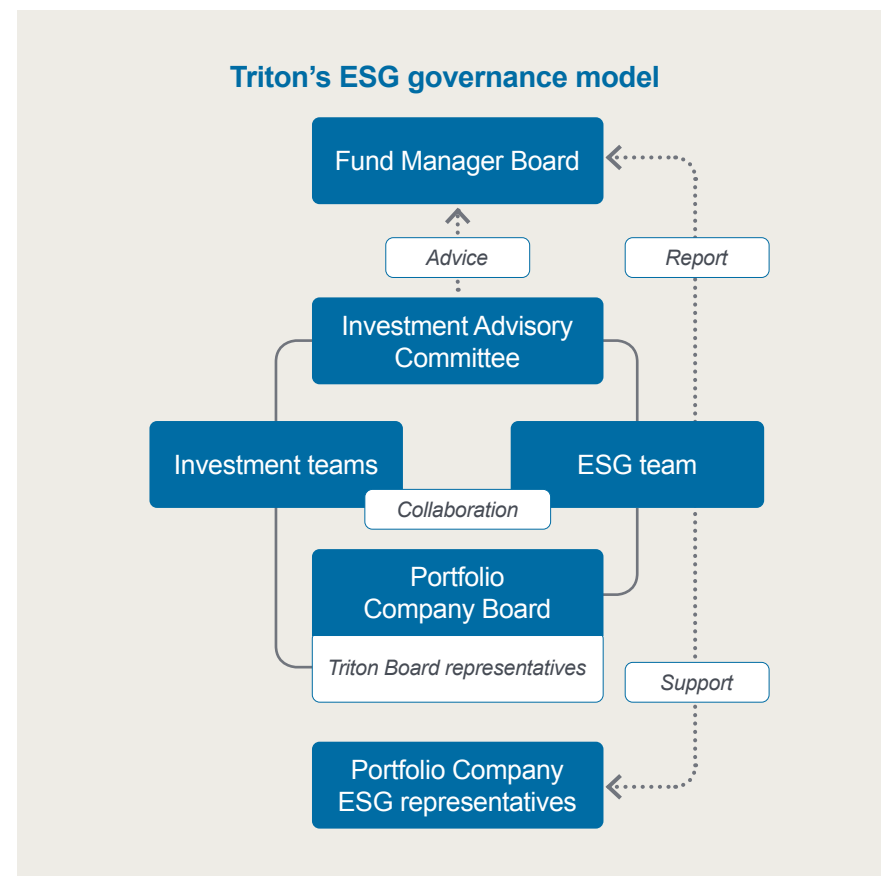 Triton’s ESG governance model
Fund Manager Board
Advice
Report
Investment Advisory
Committee
Investment teams
ESG team
Collaboration
Portfolio
Company Board
Triton Board representatives
Support
Portfolio Company
ESG representatives